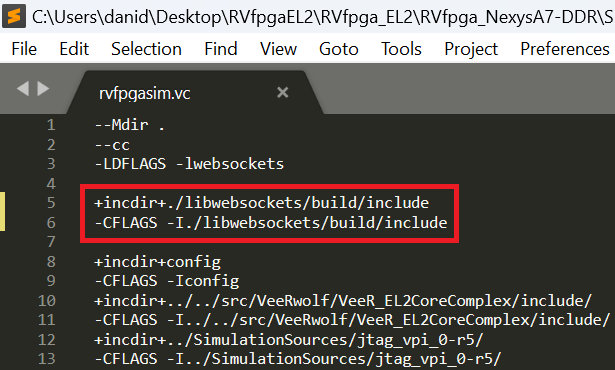 C:\Users\danid\Desktop\RVfpgaEL2\RVfpga_EL2\RVfpga_NexysA7-DDR\S
File Edit Selection Find View Goto Tools Project Preferences
rvfpgasim.vc ×
1 --Mdir .
2 --cc
3 -LDFLAGS -lwebsockets
4
5 +incdir+./libwebsockets/build/include
6 -CFLAGS -I./libwebsockets/build/include
7
8 +incdir+config
9 -CFLAGS -Iconfig
10 +incdir+../../src/VeeRwolf/VeeR_EL2CoreComplex/include/
11 -CFLAGS -I../../src/VeeRwolf/VeeR_EL2CoreComplex/include/
12 +incdir+../SimulationSources/jtag_vpi_0-r5/
13 -CFLAGS -I../SimulationSources/jtag_vpi_0-r5/